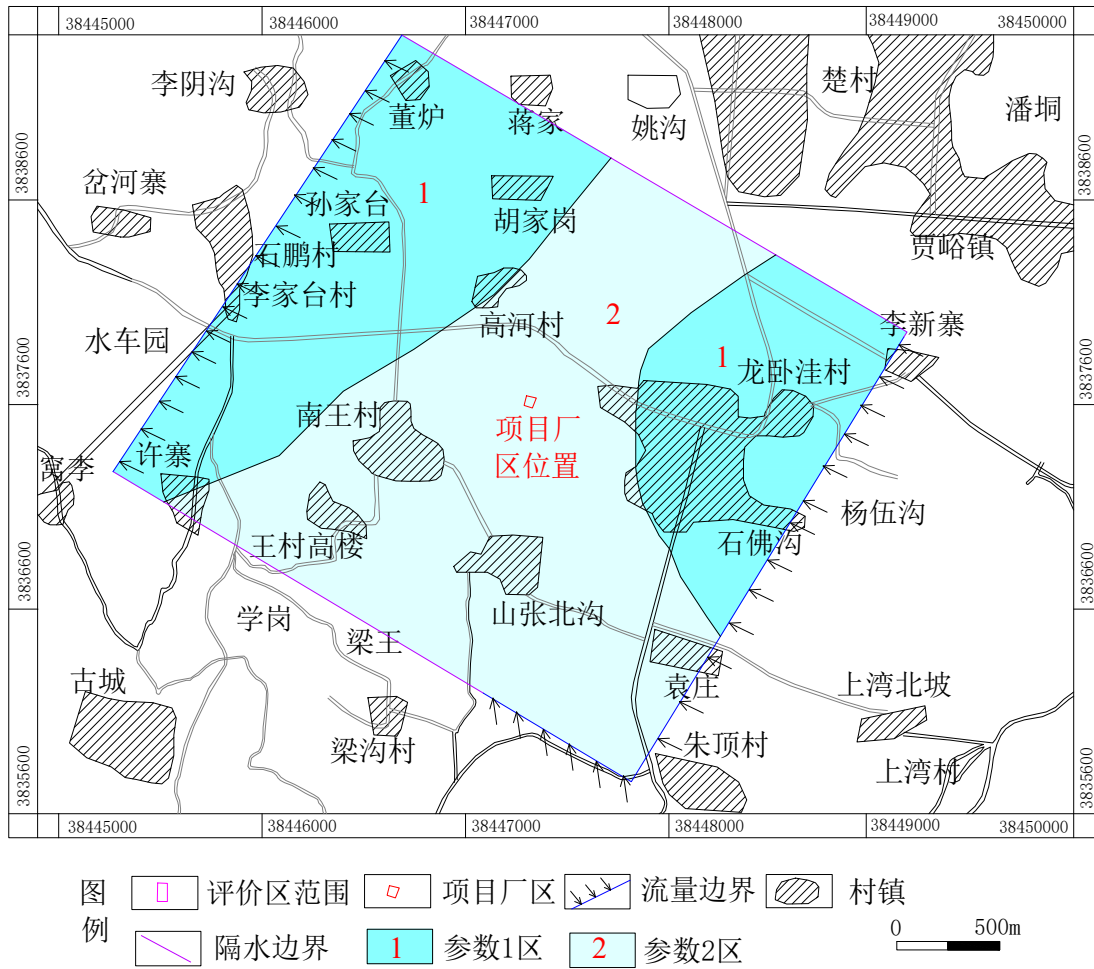 38445000
38446000
38447000
38448000
38449000
38450000
李阴沟
董炉
蒋家
姚沟
楚村
潘垌
3838600
3838600
岔河寨
孙家台
1
胡家岗
石鹏村
贾峪镇
李家台村
水车园
高河村
2
李新寨
3837600
3837600
1
龙卧洼村
南王村
项目厂
区位置
许寨
窝李
杨伍沟
王村高楼
石佛沟
3836600
3836600
学岗
山张北沟
梁王
古城
袁庄
上湾北坡
梁沟村
朱顶村
上湾村
3835600
3835600
38445000
38446000
38447000
38448000
38449000
38450000
图
例
评价区范围
项目厂区
流量边界
村镇
隔水边界
1
参数1区
2
参数2区
0
500m